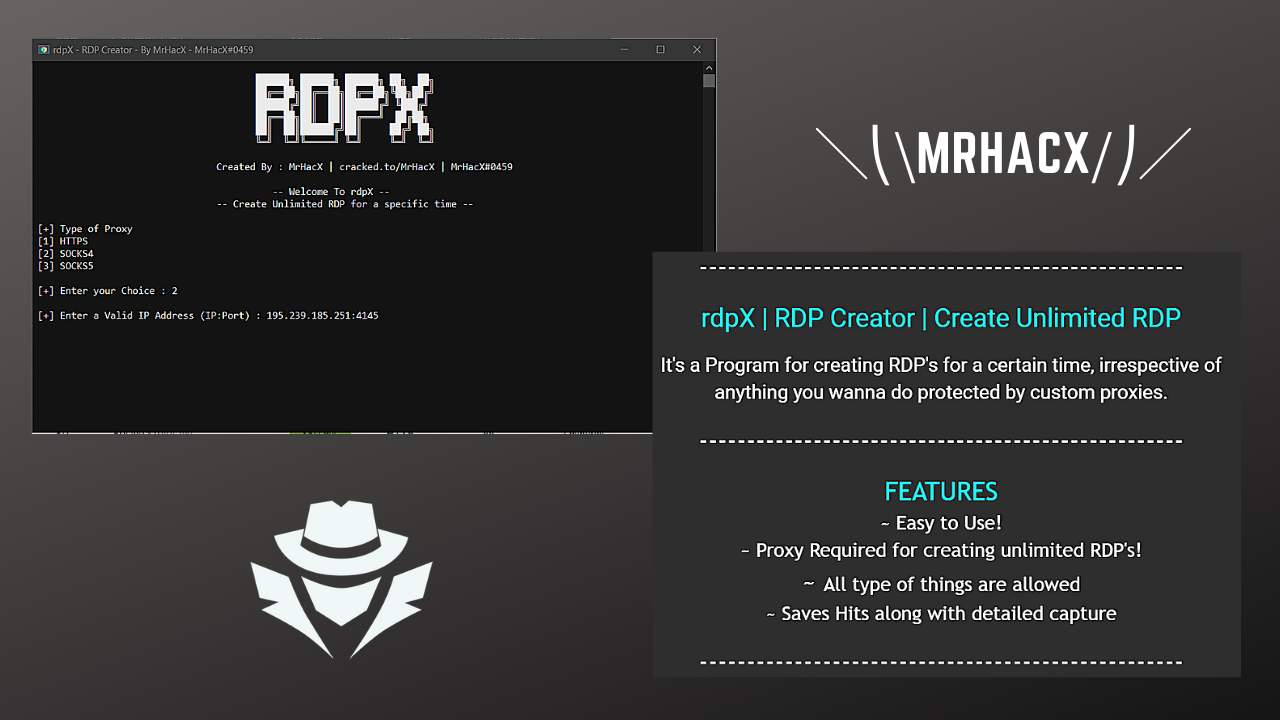 rdpX - RDP Creator - By MrHacX - MrHacX#0459
RDPX
Created By : MrHacX | cracked.to/MrHacX | MrHacX#0459
-- Welcome To rdpX --
-- Create Unlimited RDP for a specific time --
[+] Type of Proxy
[1] HTTPS
[2] SOCKS4
[3] SOCKS5
[+] Enter your Choice : 2
[+] Enter a Valid IP Address (IP:Port) : 195.239.185.251:4145
\(\MRHACX/)/
rdpX | RDP Creator | Create Unlimited RDP
It's a Program for creating RDP's for a certain time, irrespective of
anything you wanna do protected by custom proxies.
FEATURES
~ Easy to Use!
~ Proxy Required for creating unlimited RDP's!
~ All type of things are allowed
~ Saves Hits along with detailed capture